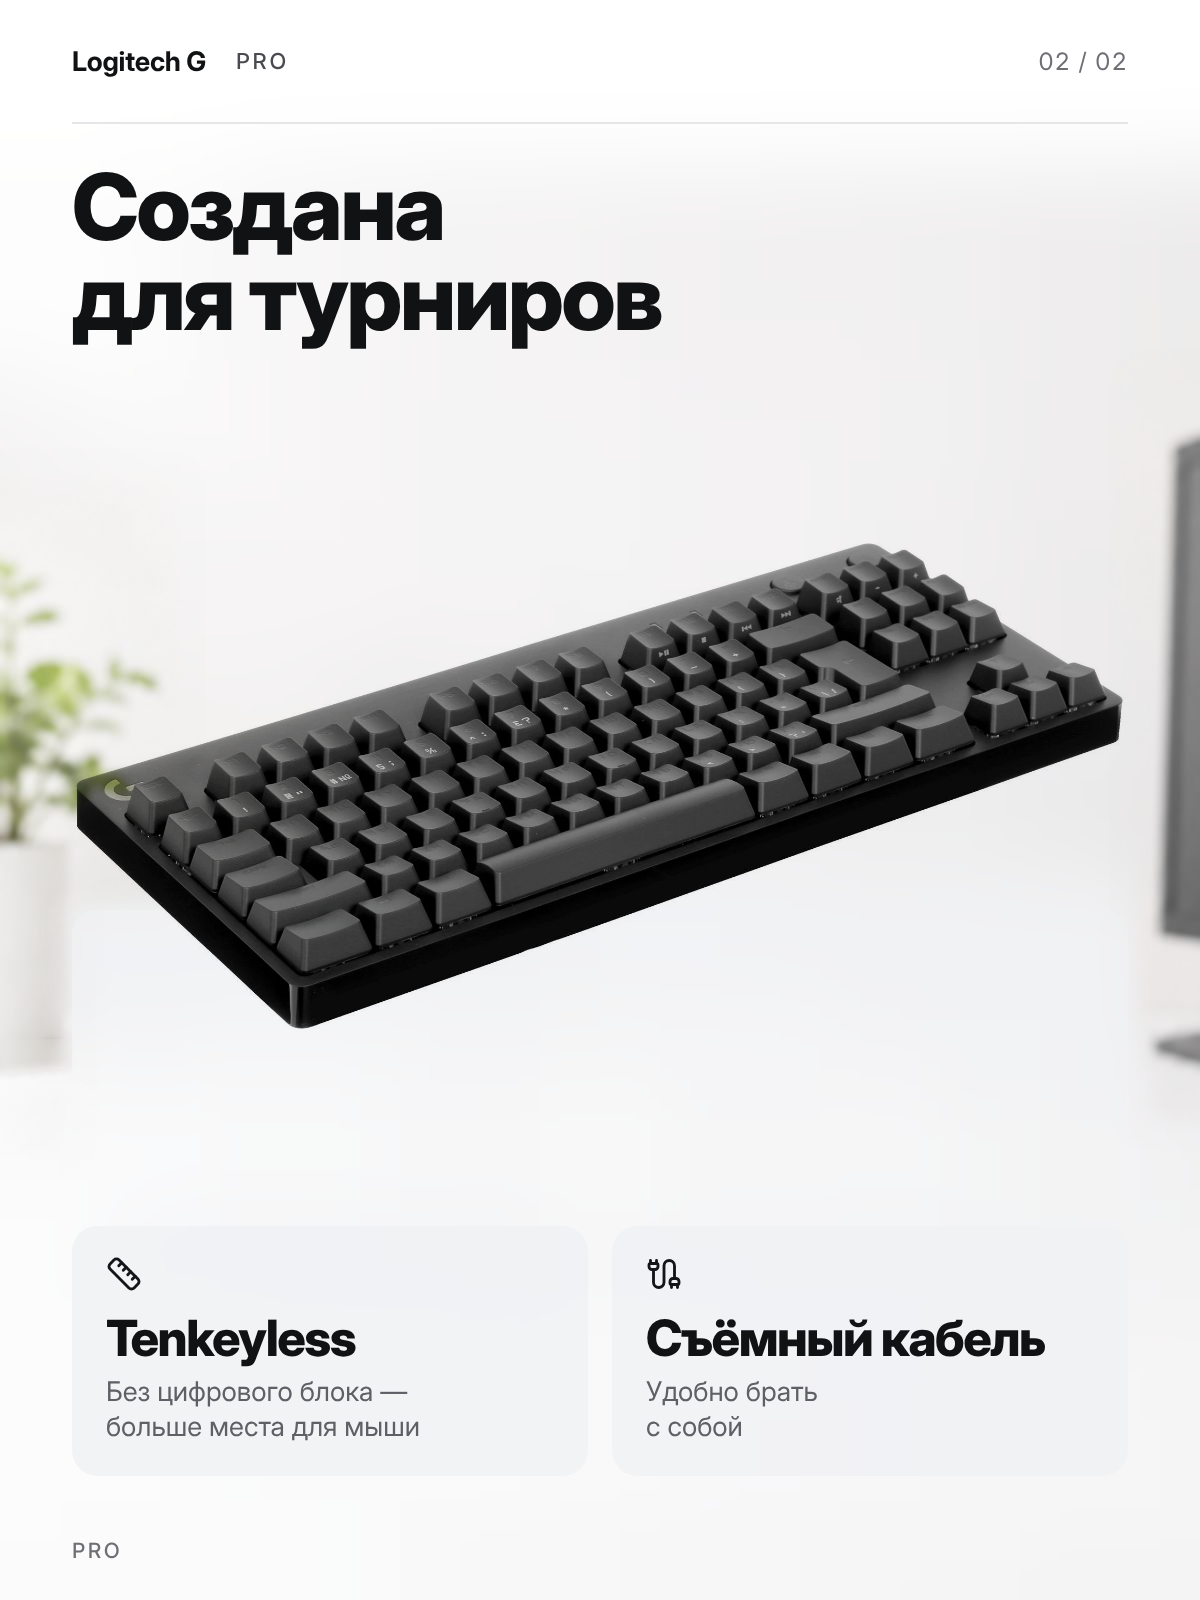 Logitech G PRO
02 / 02
Создана
для турниров
Tenkeyless
Без цифрового блока —
больше места для мыши
Съёмный кабель
Удобно брать
с собой
PRO